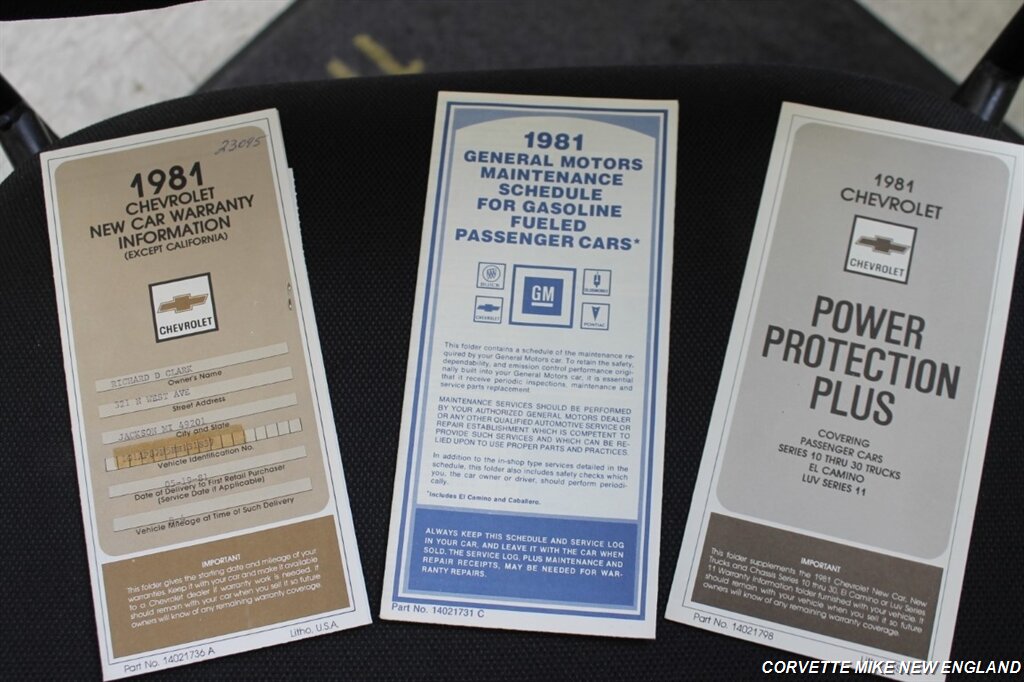 23095
1981
CHEVROLET
NEW CAR WARRANTY
INFORMATION
(EXCEPT CALIFORNIA)
CHEVROLET
RICHARD D CLARK
Owner's Name
321 N WEST AVE
Street Address
JACKSON MI 49201
City and State
Vehicle Identification No.
05-19-81
Date of Delivery to First Retail Purchaser
(Service Date if Applicable)
Vehicle Mileage at Time of Such Delivery
IMPORTANT
This folder gives the starting date and mileage of your
warranties. Keep it with your car and make it available
to a Chevrolet dealer if warranty work is needed. It
should remain with your car when you sell it so future
owners will know of any remaining warranty coverage.
Litho. U.S.A.
Part No. 14021736 A
1981
GENERAL MOTORS
MAINTENANCE
SCHEDULE
FOR GASOLINE
FUELED
PASSENGER CARS*
BUICK
GM
OLDSMOBILE
CHEVROLET
PONTIAC
This folder contains a schedule of the maintenance re-
quired by your General Motors car. To retain the safety,
dependability, and emission control performance origi-
nally built into your General Motors car, it is essential
that it receive periodic inspections, maintenance and
service parts replacement.
MAINTENANCE SERVICES SHOULD BE PERFORMED
BY YOUR AUTHORIZED GENERAL MOTORS DEALER
OR ANY OTHER QUALIFIED AUTOMOTIVE SERVICE OR
REPAIR ESTABLISHMENT WHICH IS COMPETENT TO
PROVIDE SUCH SERVICES AND WHICH CAN BE RE-
LIED UPON TO USE PROPER PARTS AND PRACTICES.
In addition to the in-shop type services detailed in the
schedule, this folder also includes safety checks which
you, the car owner or driver, should perform periodi-
cally.
*Includes El Camino and Caballero.
ALWAYS KEEP THIS SCHEDULE AND SERVICE LOG
IN YOUR CAR, AND LEAVE IT WITH THE CAR WHEN
SOLD. THE SERVICE LOG, PLUS MAINTENANCE AND
REPAIR RECEIPTS, MAY BE NEEDED FOR WAR-
RANTY REPAIRS.
Part No. 14021731 C
1981
CHEVROLET
CHEVROLET
POWER
PROTECTION
PLUS
COVERING
PASSENGER CARS
SERIES 10 THRU 30 TRUCKS
EL CAMINO
LUV SERIES 11
IMPORTANT
This folder supplements the 1981 Chevrolet New Car, New
Trucks and Chassis Series 10 thru 30, El Camino or Luv Series
11 Warranty Information folder furnished with your vehicle. It
should remain with your vehicle when you sell it so future
owners will know of any remaining warranty coverage.
Part No. 14021798
CORVETTE MIKE NEW ENGLAND